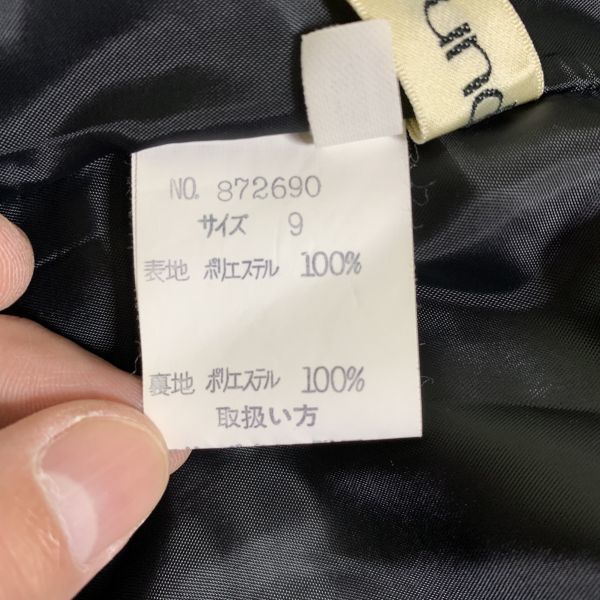 NO. 872690
サイズ 9
表地 ポリエステル 100%
裏地 ポリエステル 100%
取扱い方